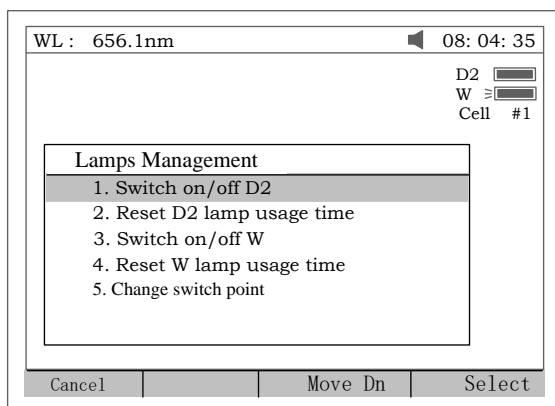 WL : 656.1nm 08: 04: 35
D2
W
Cell #1
Lamps Management
1. Switch on/off D2
2. Reset D2 lamp usage time
3. Switch on/off W
4. Reset W lamp usage time
5. Change switch point
Cancel Move Dn Select